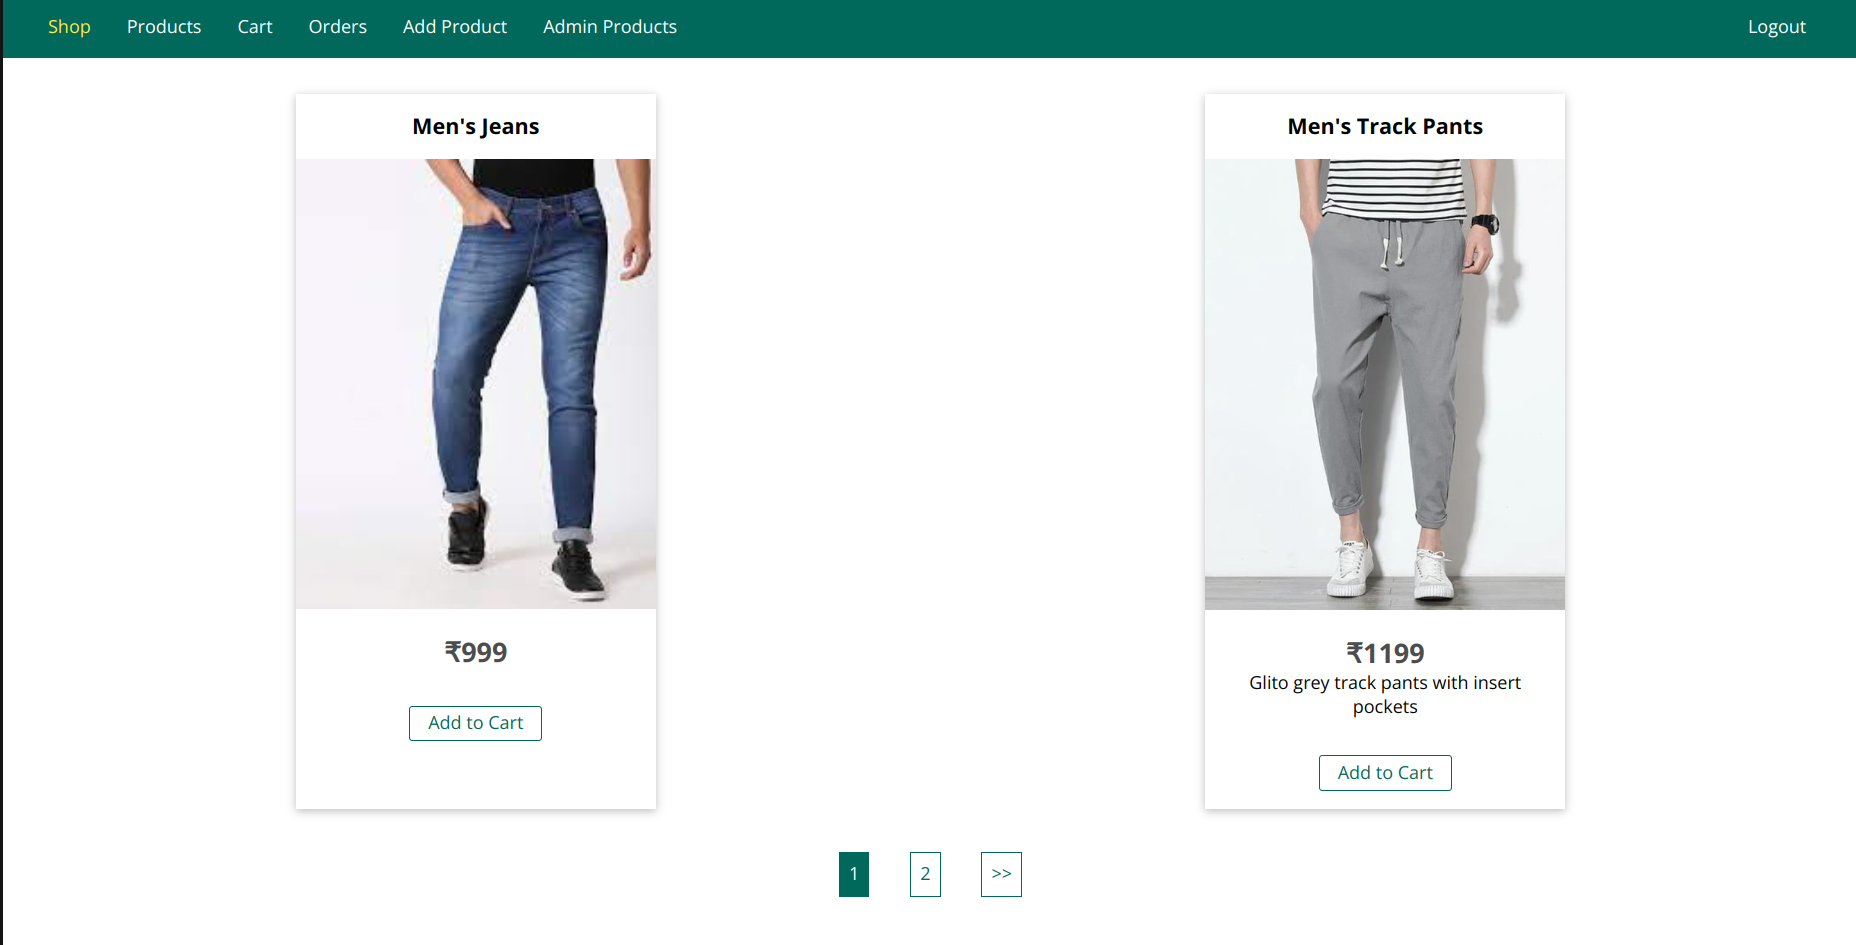 Shop Products Cart Orders Add Product Admin Products Logout
Men's Jeans
₹999
Add to Cart
Men's Track Pants
₹1199
Glito grey track pants with insert
pockets
Add to Cart
1 2 >>